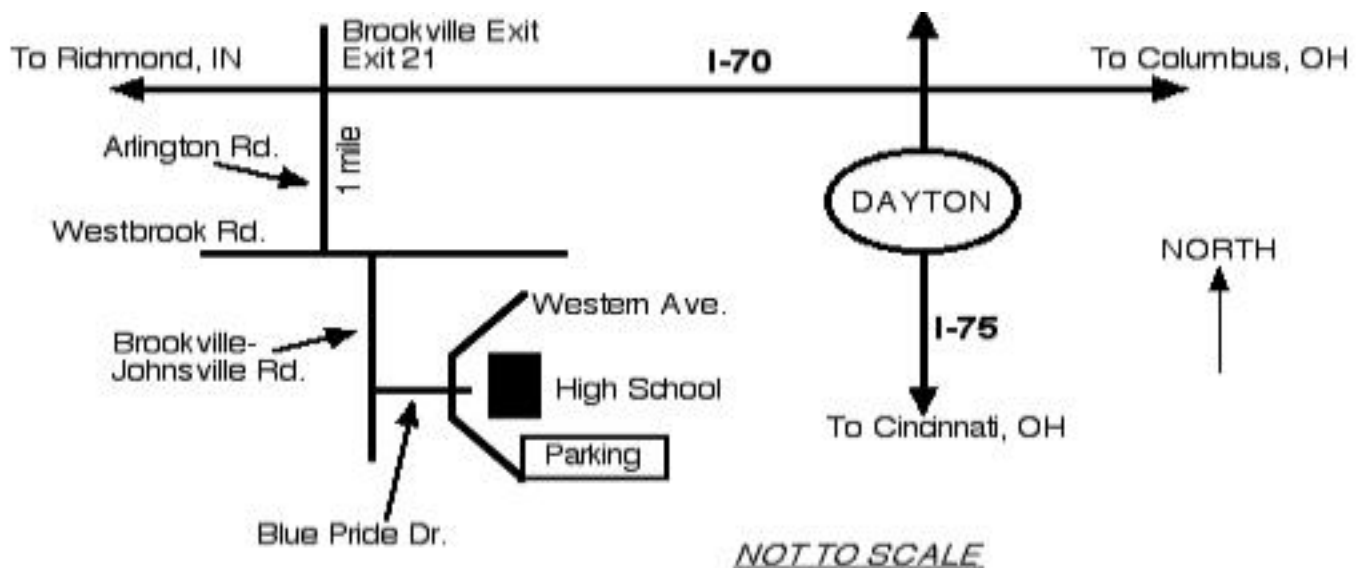 Brookville Exit
Exit 21
To Richmond, IN
I-70
To Columbus, OH
Arlington Rd.
1 mile
DAYTON
Westbrook Rd.
NORTH
Western Ave.
I-75
Brookville-
Johnsville Rd.
High School
To Cincinnati, OH
Parking
Blue Pride Dr.
NOT TO SCALE